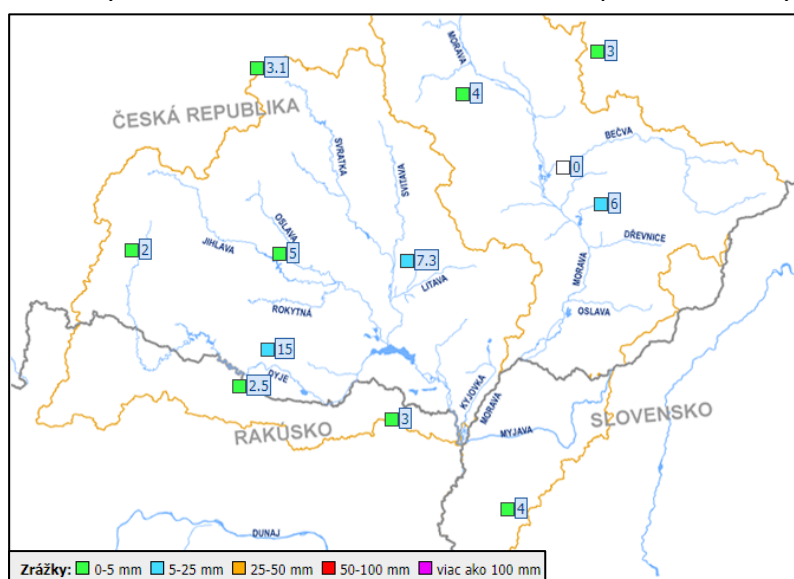 MORAVA
3
3.1
4
ČESKÁ REPUBLIKA
SVRATKA
SVITAVA
BEČVA
0
6
OSLAVA
JIHLAVA
2
5
7.3
DŘEVNICE
LITAVA
MORAVA
ROKYTNÁ
OSLAVA
15
DYJE
2.5
KYJOVKA
MORAVA
3
RAKÚSKO
SLOVENSKO
MYJAVA
4
DUNAJ
Zrážky: 0-5 mm 5-25 mm 25-50 mm 50-100 mm viac ako 100 mm